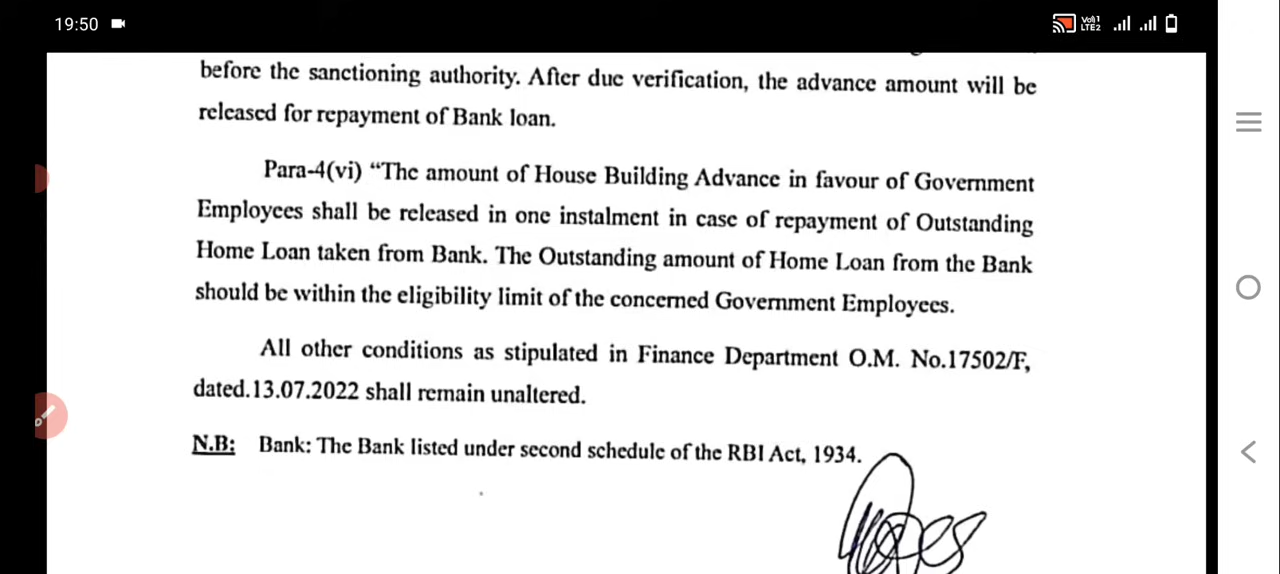 19:50
Vo))1
LTE2
before the sanctioning authority. After due verification, the advance amount will be
released for repayment of Bank loan.
Para-4(vi) “The amount of House Building Advance in favour of Government
Employees shall be released in one instalment in case of repayment of Outstanding
Home Loan taken from Bank. The Outstanding amount of Home Loan from the Bank
should be within the eligibility limit of the concerned Government Employees.
All other conditions as stipulated in Finance Department O.M. No.17502/F,
dated.13.07.2022 shall remain unaltered.
N.B: Bank: The Bank listed under second schedule of the RBI Act, 1934.